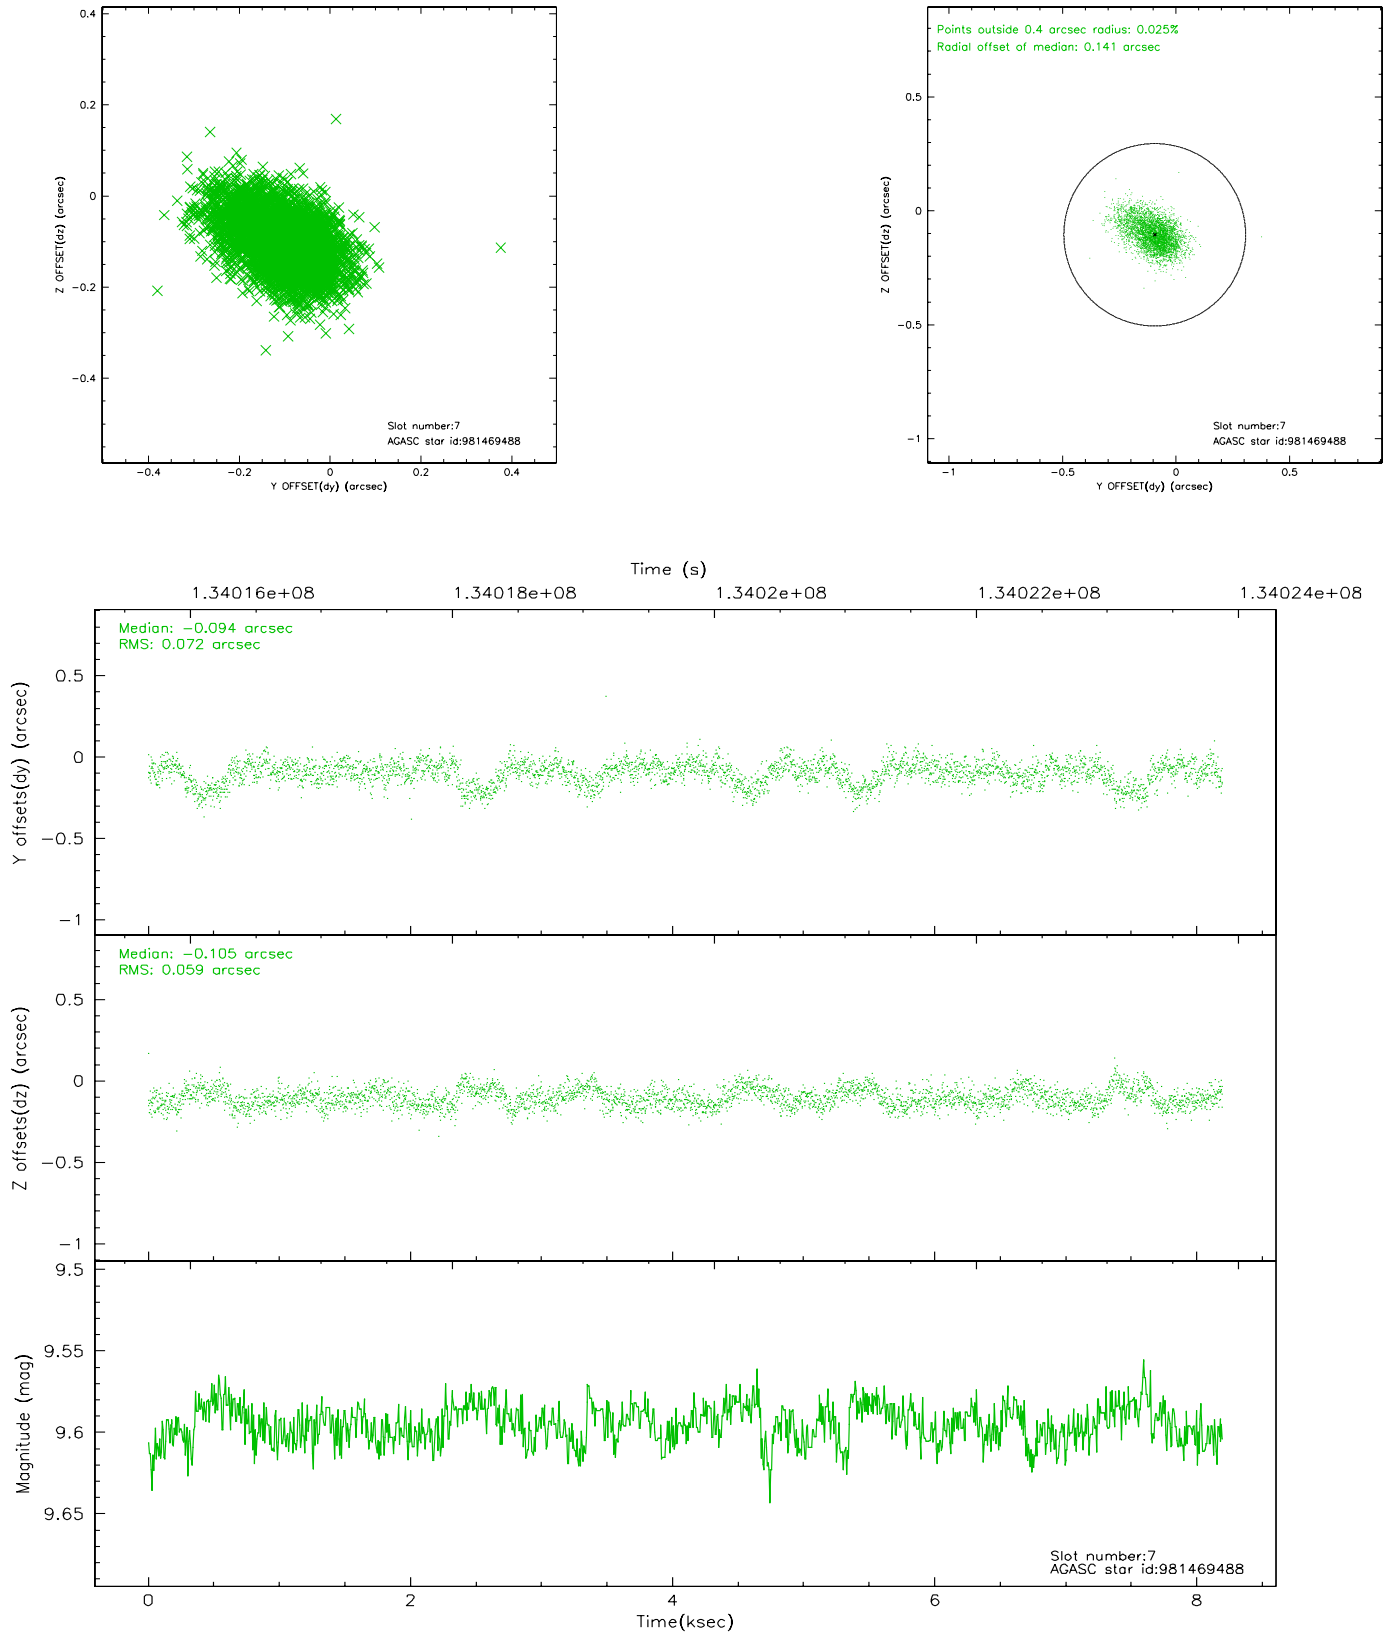 0.4
0.2
0
−0.2
−0.4
Z OFFSET(dz) (arcsec)
Slot number:7
AGASC star id:981469488
−0.4
−0.2
0
0.2
0.4
Y OFFSET(dy) (arcsec)
Points outside 0.4 arcsec radius: 0.025%
Radial offset of median: 0.141 arcsec
0.5
0
−0.5
−1
Z OFFSET(dz) (arcsec)
Slot number:7
AGASC star id:981469488
−1
−0.5
0
0.5
Y OFFSET(dy) (arcsec)
Time (s)
1.34016e+08
1.34018e+08
1.3402e+08
1.34022e+08
1.34024e+08
Median: −0.094 arcsec
RMS: 0.072 arcsec
0.5
0
−0.5
−1
Y offsets(dy) (arcsec)
Median: −0.105 arcsec
RMS: 0.059 arcsec
0.5
0
−0.5
−1
Z offsets(dz) (arcsec)
9.5
9.55
9.6
9.65
Magnitude (mag)
Slot number:7
AGASC star id:981469488
0
2
4
6
8
Time(ksec)